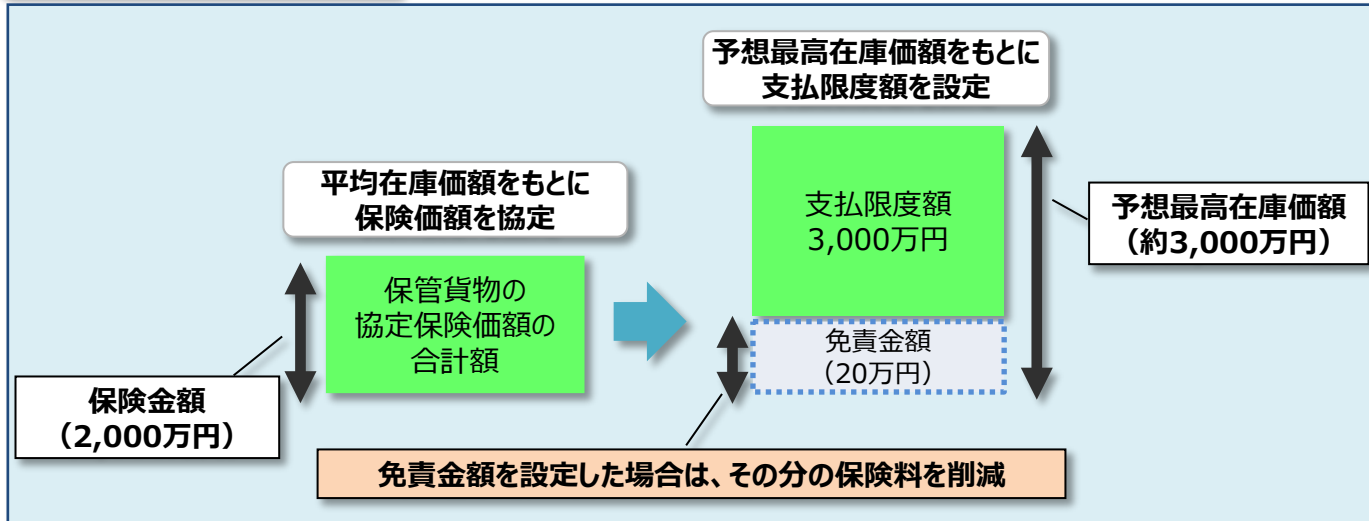 平均在庫価額をもとに
保険価額を協定
保管貨物の
協定保険価額の
合計額
保険金額
（2,000万円）
予想最高在庫価額をもとに
支払限度額を設定
支払限度額
3,000万円
免責金額
（20万円）
予想最高在庫価額
（約3,000万円）
免責金額を設定した場合は、その分の保険料を削減